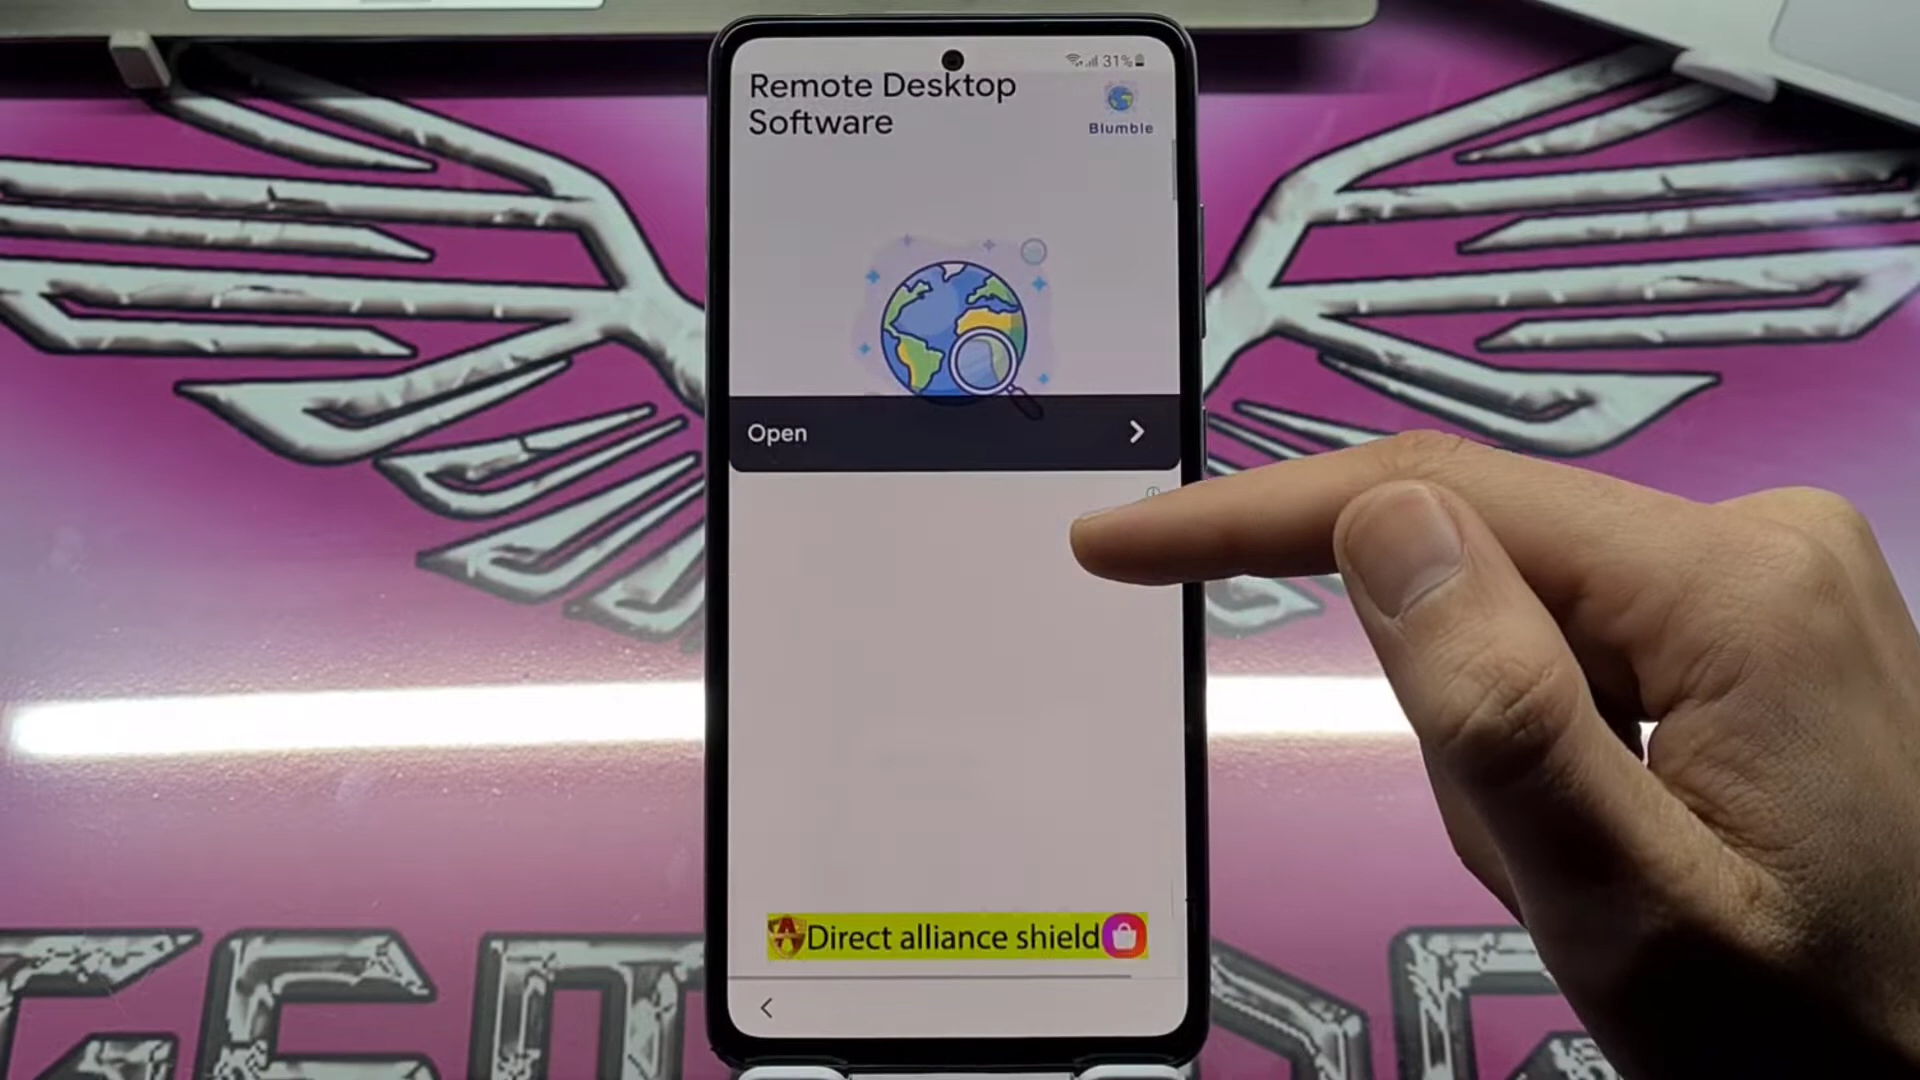 31%
Remote Desktop
Software
Blumble
Open
Direct alliance shield